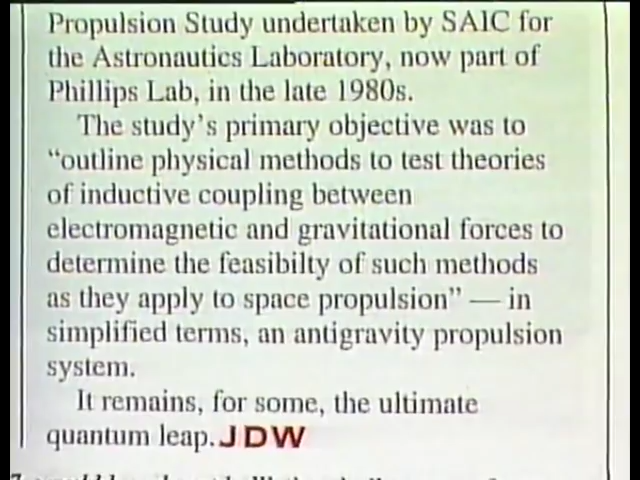 Propulsion Study undertaken by SAIC for
the Astronautics Laboratory, now part of
Phillips Lab, in the late 1980s.
The study's primary objective was to
"outline physical methods to test theories
of inductive coupling between
electromagnetic and gravitational forces to
determine the feasibilty of such methods
as they apply to space propulsion" — in
simplified terms, an antigravity propulsion
system.
It remains, for some, the ultimate
quantum leap. JDW